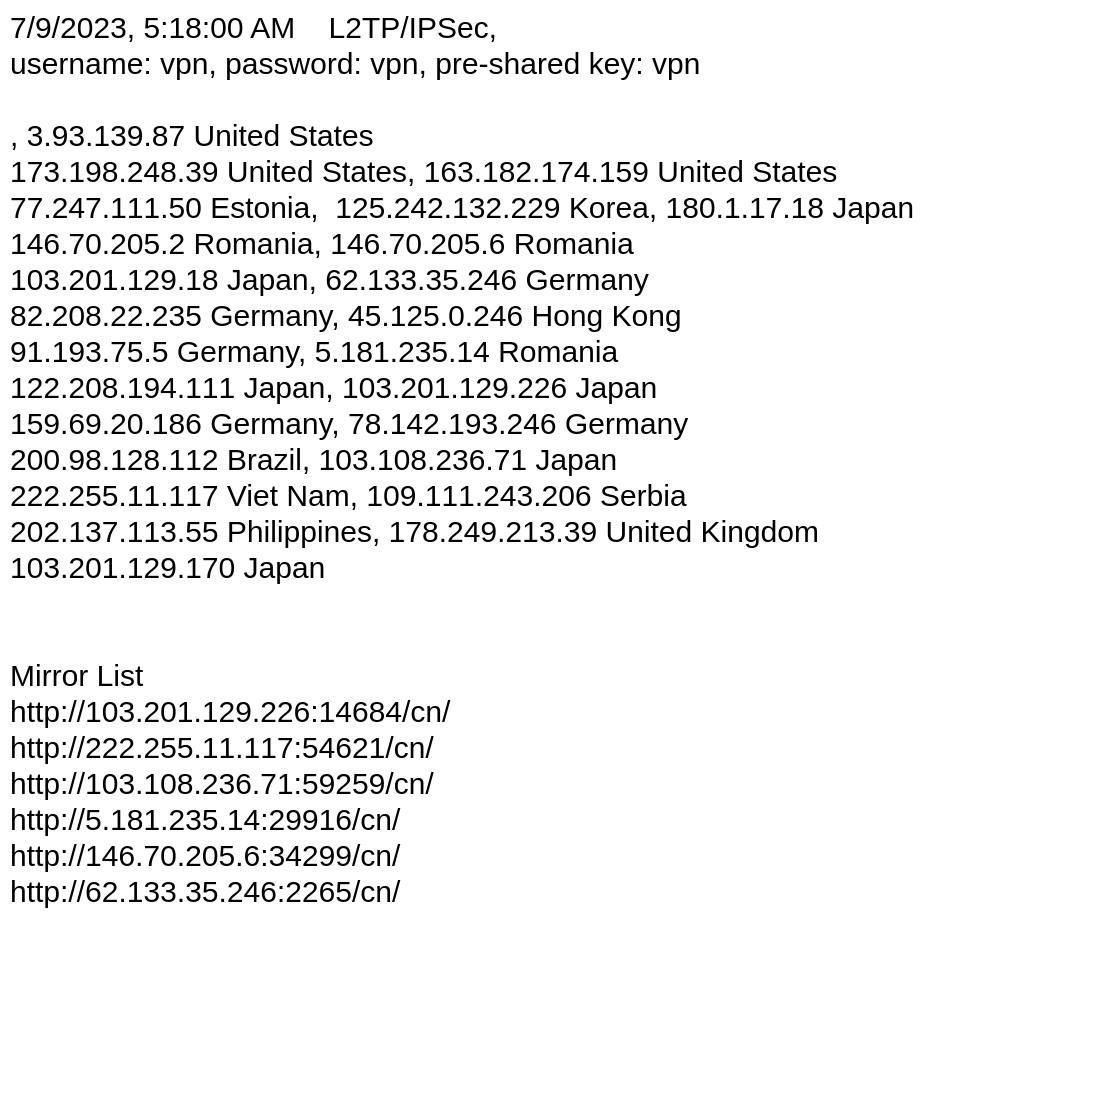 7/9/2023, 5:18:00 AM    L2TP/IPSec,
username: vpn, password: vpn, pre-shared key: vpn
, 3.93.139.87 United States
173.198.248.39 United States, 163.182.174.159 United States
77.247.111.50 Estonia,  125.242.132.229 Korea, 180.1.17.18 Japan
146.70.205.2 Romania, 146.70.205.6 Romania
103.201.129.18 Japan, 62.133.35.246 Germany
82.208.22.235 Germany, 45.125.0.246 Hong Kong
91.193.75.5 Germany, 5.181.235.14 Romania
122.208.194.111 Japan, 103.201.129.226 Japan
159.69.20.186 Germany, 78.142.193.246 Germany
200.98.128.112 Brazil, 103.108.236.71 Japan
222.255.11.117 Viet Nam, 109.111.243.206 Serbia
202.137.113.55 Philippines, 178.249.213.39 United Kingdom
103.201.129.170 Japan
Mirror List
http://103.201.129.226:14684/cn/
http://222.255.11.117:54621/cn/
http://103.108.236.71:59259/cn/
http://5.181.235.14:29916/cn/
http://146.70.205.6:34299/cn/
http://62.133.35.246:2265/cn/